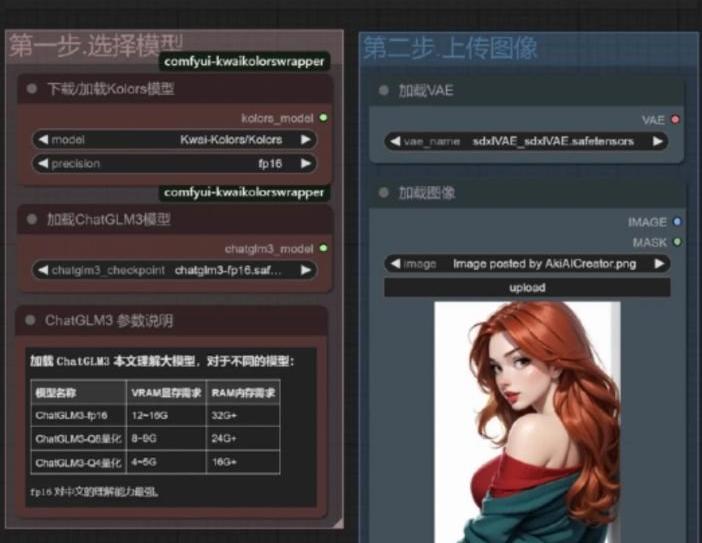 第一步.选择模型
comfyui-kwaikolorswrapper
下载/加载Kolors模型
kolors_model
model Kwai-Kolors/Kolors
precision fp16
comfyui-kwaikolorswrapper
加载ChatGLM3模型
chatglm3_model
chatglm3_checkpoint chatglm3-fp16.saf...
ChatGLM3 参数说明
加载 ChatGLM3 本文理解大模型，对于不同的模型：
模型名称 VRAM显存需求 RAM内存需求
ChatGLM3-fp16 12~16G 32G+
ChatGLM3-Q8量化 8~9G 24G+
ChatGLM3-Q4量化 4~5G 16G+
fp16 对中文的理解能力最强。
第二步.上传图像
加载VAE
VAE
vae_name sdxlVAE_sdxlVAE.safetensors
加载图像
IMAGE
MASK
image Image posted by AkiAICreator.png
upload